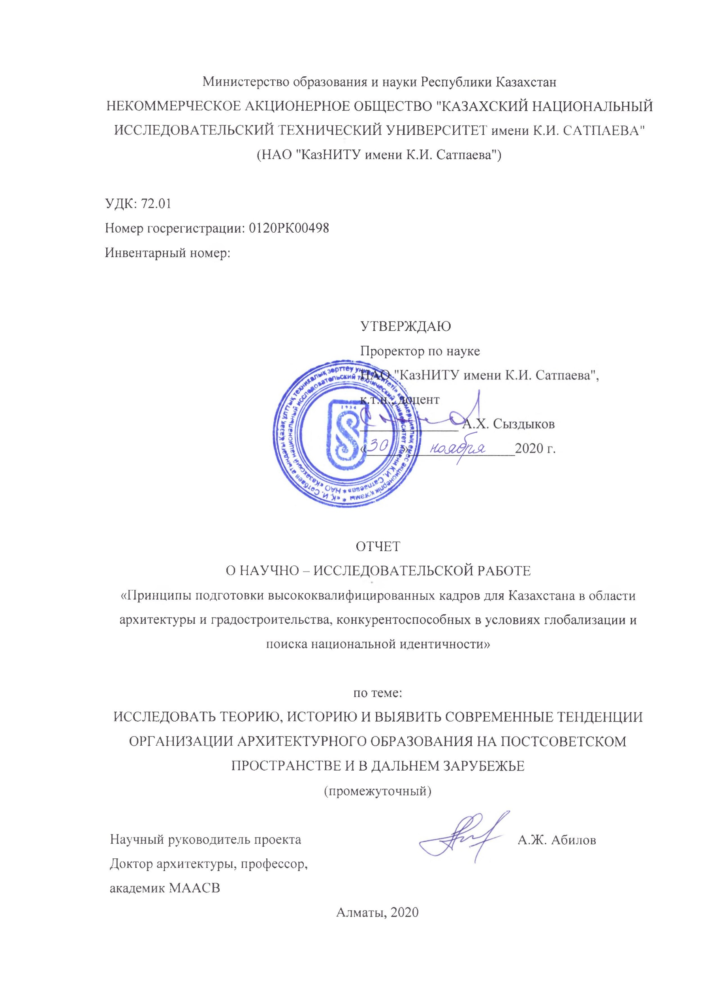 Министерство образования и науки Республики Казахстан
НЕКОММЕРЧЕСКОЕ АКЦИОНЕРНОЕ ОБЩЕСТВО "КАЗАХСКИЙ НАЦИОНАЛЬНЫЙ
ИССЛЕДОВАТЕЛЬСКИЙ ТЕХНИЧЕСКИЙ УНИВЕРСИТЕТ имени К.И. САТПАЕВА"
(НАО "КазНИТУ имени К.И. Сатпаева")
УДК: 72.01
Номер госрегистрации: 0120РК00498
Инвентарный номер:
УТВЕРЖДАЮ
Проректор по науке
НАО "КазНИТУ имени К.И. Сатпаева",
к.т.н., доцент
А.Х. Сыздыков
«30» ноября 2020 г.
«Қ. И. Сәтбаев атындағы Қазақ ұлттық техникалық зерттеу университеті» коммерциялық емес акционерлік қоғамы *
НАО «Казахский национальный исследовательский технический университет имени К.И. Сатпаева» *
1934
ОТЧЕТ
О НАУЧНО – ИССЛЕДОВАТЕЛЬСКОЙ РАБОТЕ
«Принципы подготовки высококвалифицированных кадров для Казахстана в области
архитектуры и градостроительства, конкурентоспособных в условиях глобализации и
поиска национальной идентичности»
по теме:
ИССЛЕДОВАТЬ ТЕОРИЮ, ИСТОРИЮ И ВЫЯВИТЬ СОВРЕМЕННЫЕ ТЕНДЕНЦИИ
ОРГАНИЗАЦИИ АРХИТЕКТУРНОГО ОБРАЗОВАНИЯ НА ПОСТСОВЕТСКОМ
ПРОСТРАНСТВЕ И В ДАЛЬНЕМ ЗАРУБЕЖЬЕ
(промежуточный)
Научный руководитель проекта А.Ж. Абилов
Доктор архитектуры, профессор,
академик МААСВ
Алматы, 2020